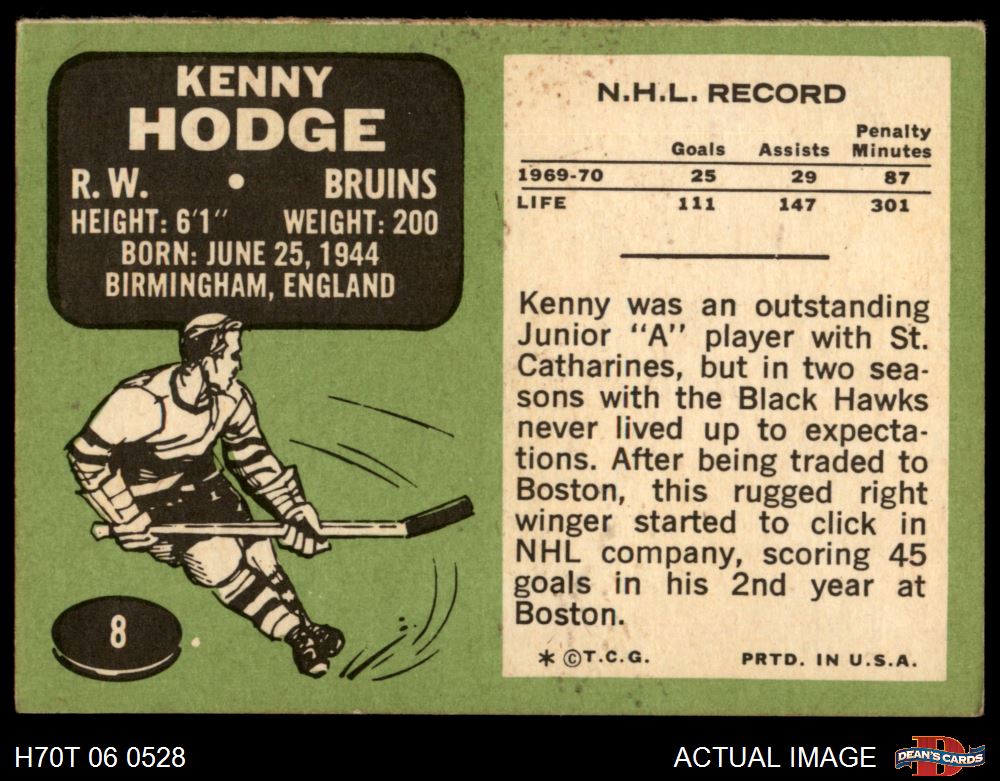 KENNY
HODGE
R. W. • BRUINS
HEIGHT: 6'1" WEIGHT: 200
BORN: JUNE 25, 1944
BIRMINGHAM, ENGLAND
8
N.H.L. RECORD
Goals Assists Penalty Minutes
1969-70 25 29 87
LIFE 111 147 301
Kenny was an outstanding
Junior "A" player with St.
Catharines, but in two sea-
sons with the Black Hawks
never lived up to expecta-
tions. After being traded to
Boston, this rugged right
winger started to click in
NHL company, scoring 45
goals in his 2nd year at
Boston.
* ©T.C.G. PRTD. IN U.S.A.
H70T 06 0528 ACTUAL IMAGE D DEAN'S CARDS